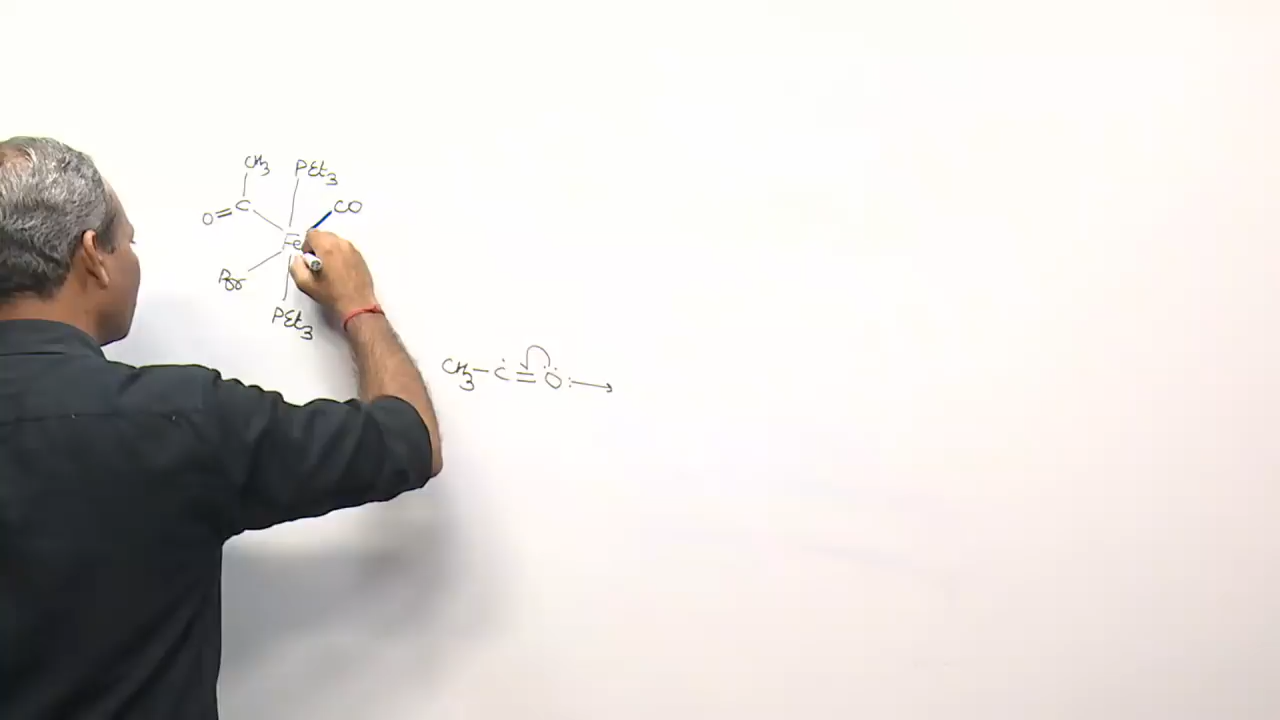 CH3 PEt3
O=C CO
Fe
Br
PEt3
CH3–Ċ=Ö: →